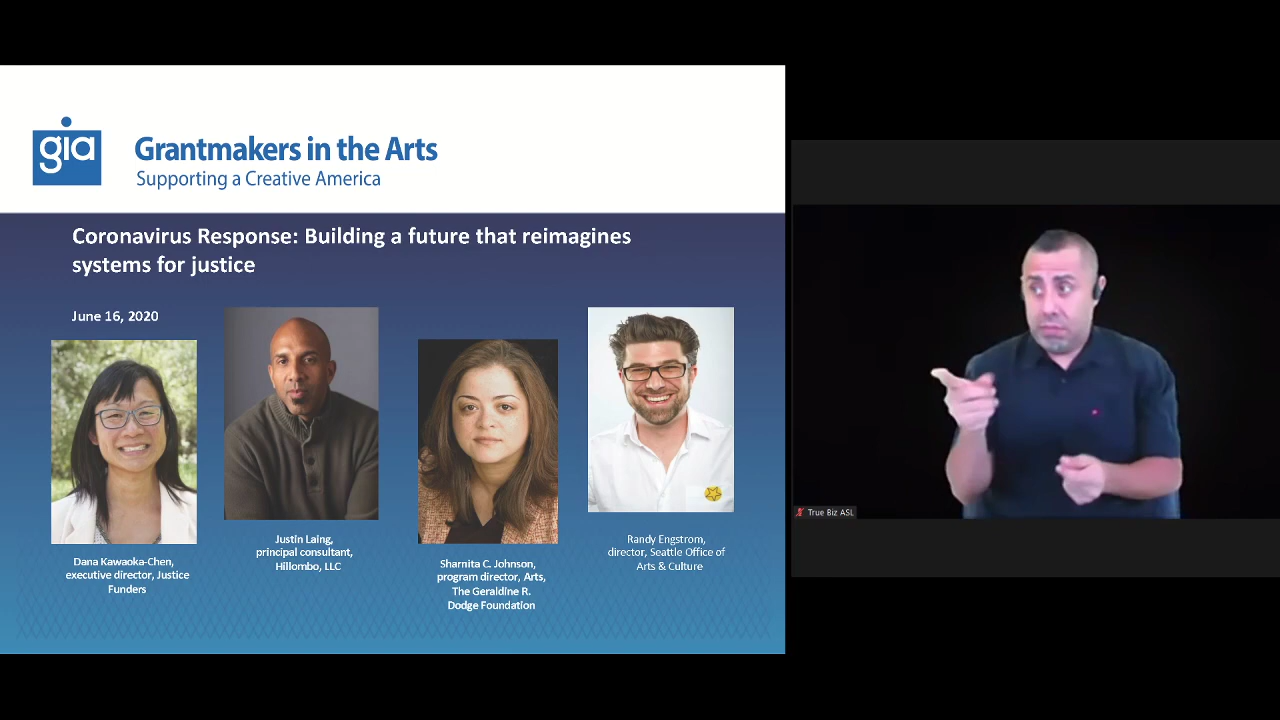 gia
Grantmakers in the Arts
Supporting a Creative America
Coronavirus Response: Building a future that reimagines
systems for justice
June 16, 2020
Dana Kawaoka-Chen,
executive director, Justice
Funders
Justin Laing,
principal consultant,
Hillombo, LLC
Sharnita C. Johnson,
program director, Arts,
The Geraldine R.
Dodge Foundation
Randy Engstrom,
director, Seattle Office of
Arts & Culture
True Biz ASL